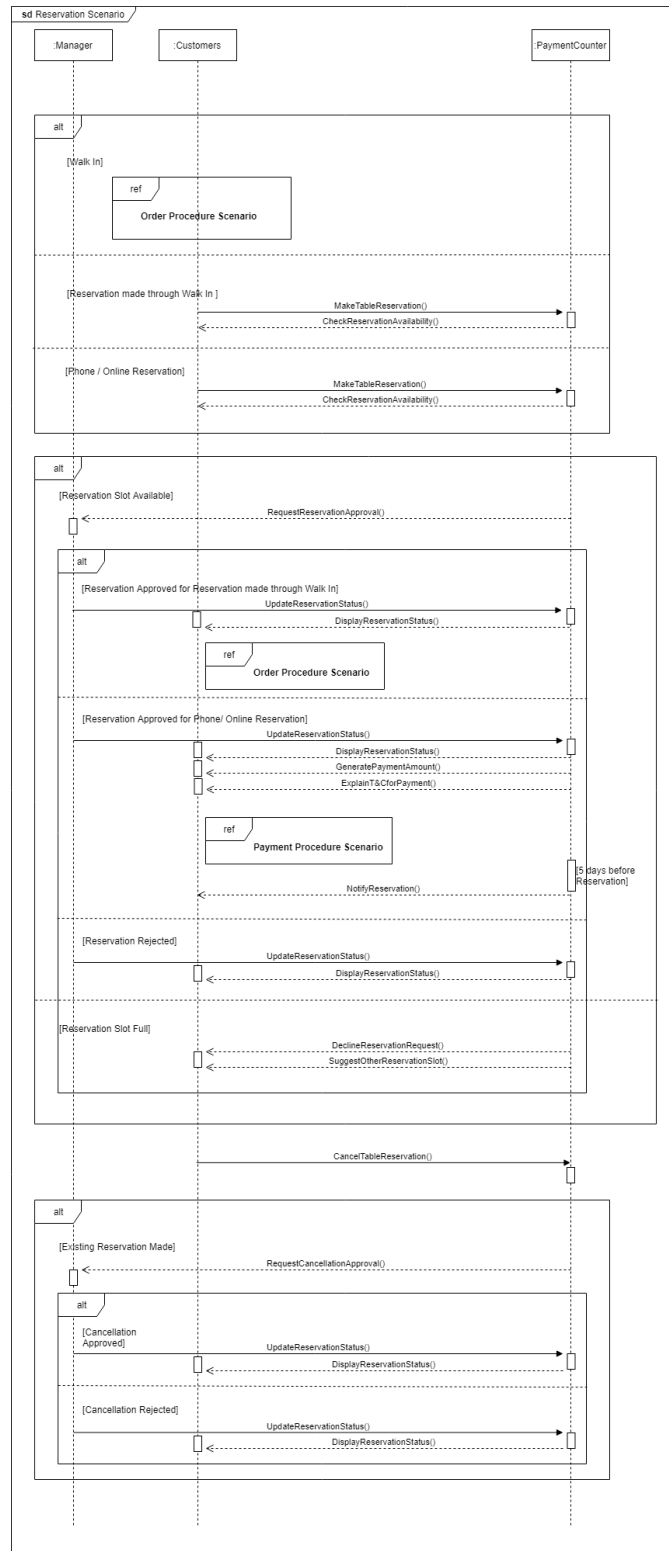 sd Reservation Scenario
:Manager
:Customers
:PaymentCounter
alt
[Walk In]
ref
Order Procedure Scenario
[Reservation made through Walk In ]
MakeTableReservation()
CheckReservationAvailability()
[Phone / Online Reservation]
MakeTableReservation()
CheckReservationAvailability()
alt
[Reservation Slot Available]
RequestReservationApproval()
alt
[Reservation Approved for Reservation made through Walk In]
UpdateReservationStatus()
DisplayReservationStatus()
ref
Order Procedure Scenario
[Reservation Approved for Phone/ Online Reservation]
UpdateReservationStatus()
DisplayReservationStatus()
GeneratePaymentAmount()
ExplainT&CforPayment()
ref
Payment Procedure Scenario
[5 days before
Reservation]
NotifyReservation()
[Reservation Rejected]
UpdateReservationStatus()
DisplayReservationStatus()
[Reservation Slot Full]
DeclineReservationRequest()
SuggestOtherReservationSlot()
CancelTableReservation()
alt
[Existing Reservation Made]
RequestCancellationApproval()
alt
[Cancellation
Approved]
UpdateReservationStatus()
DisplayReservationStatus()
[Cancellation Rejected]
UpdateReservationStatus()
DisplayReservationStatus()